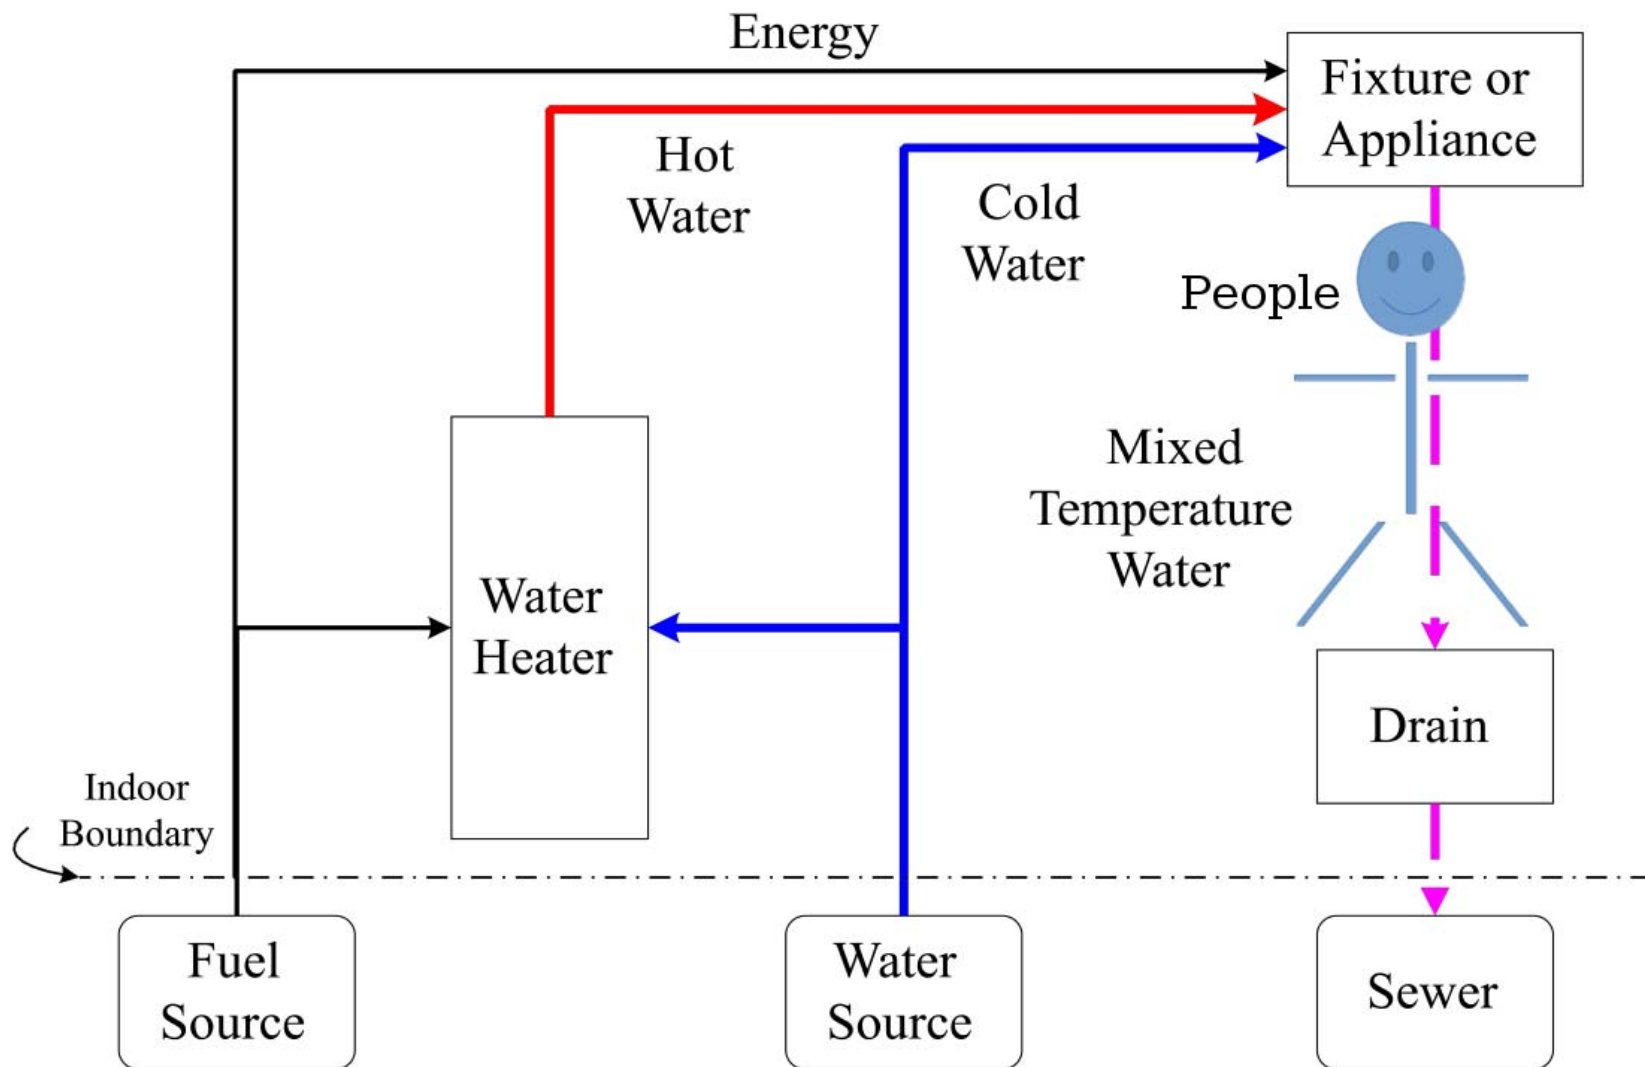 Energy
Fixture or
Appliance
Hot
Water
Cold
Water
People
Mixed
Temperature
Water
Water
Heater
Drain
Indoor
Boundary
Fuel
Source
Water
Source
Sewer